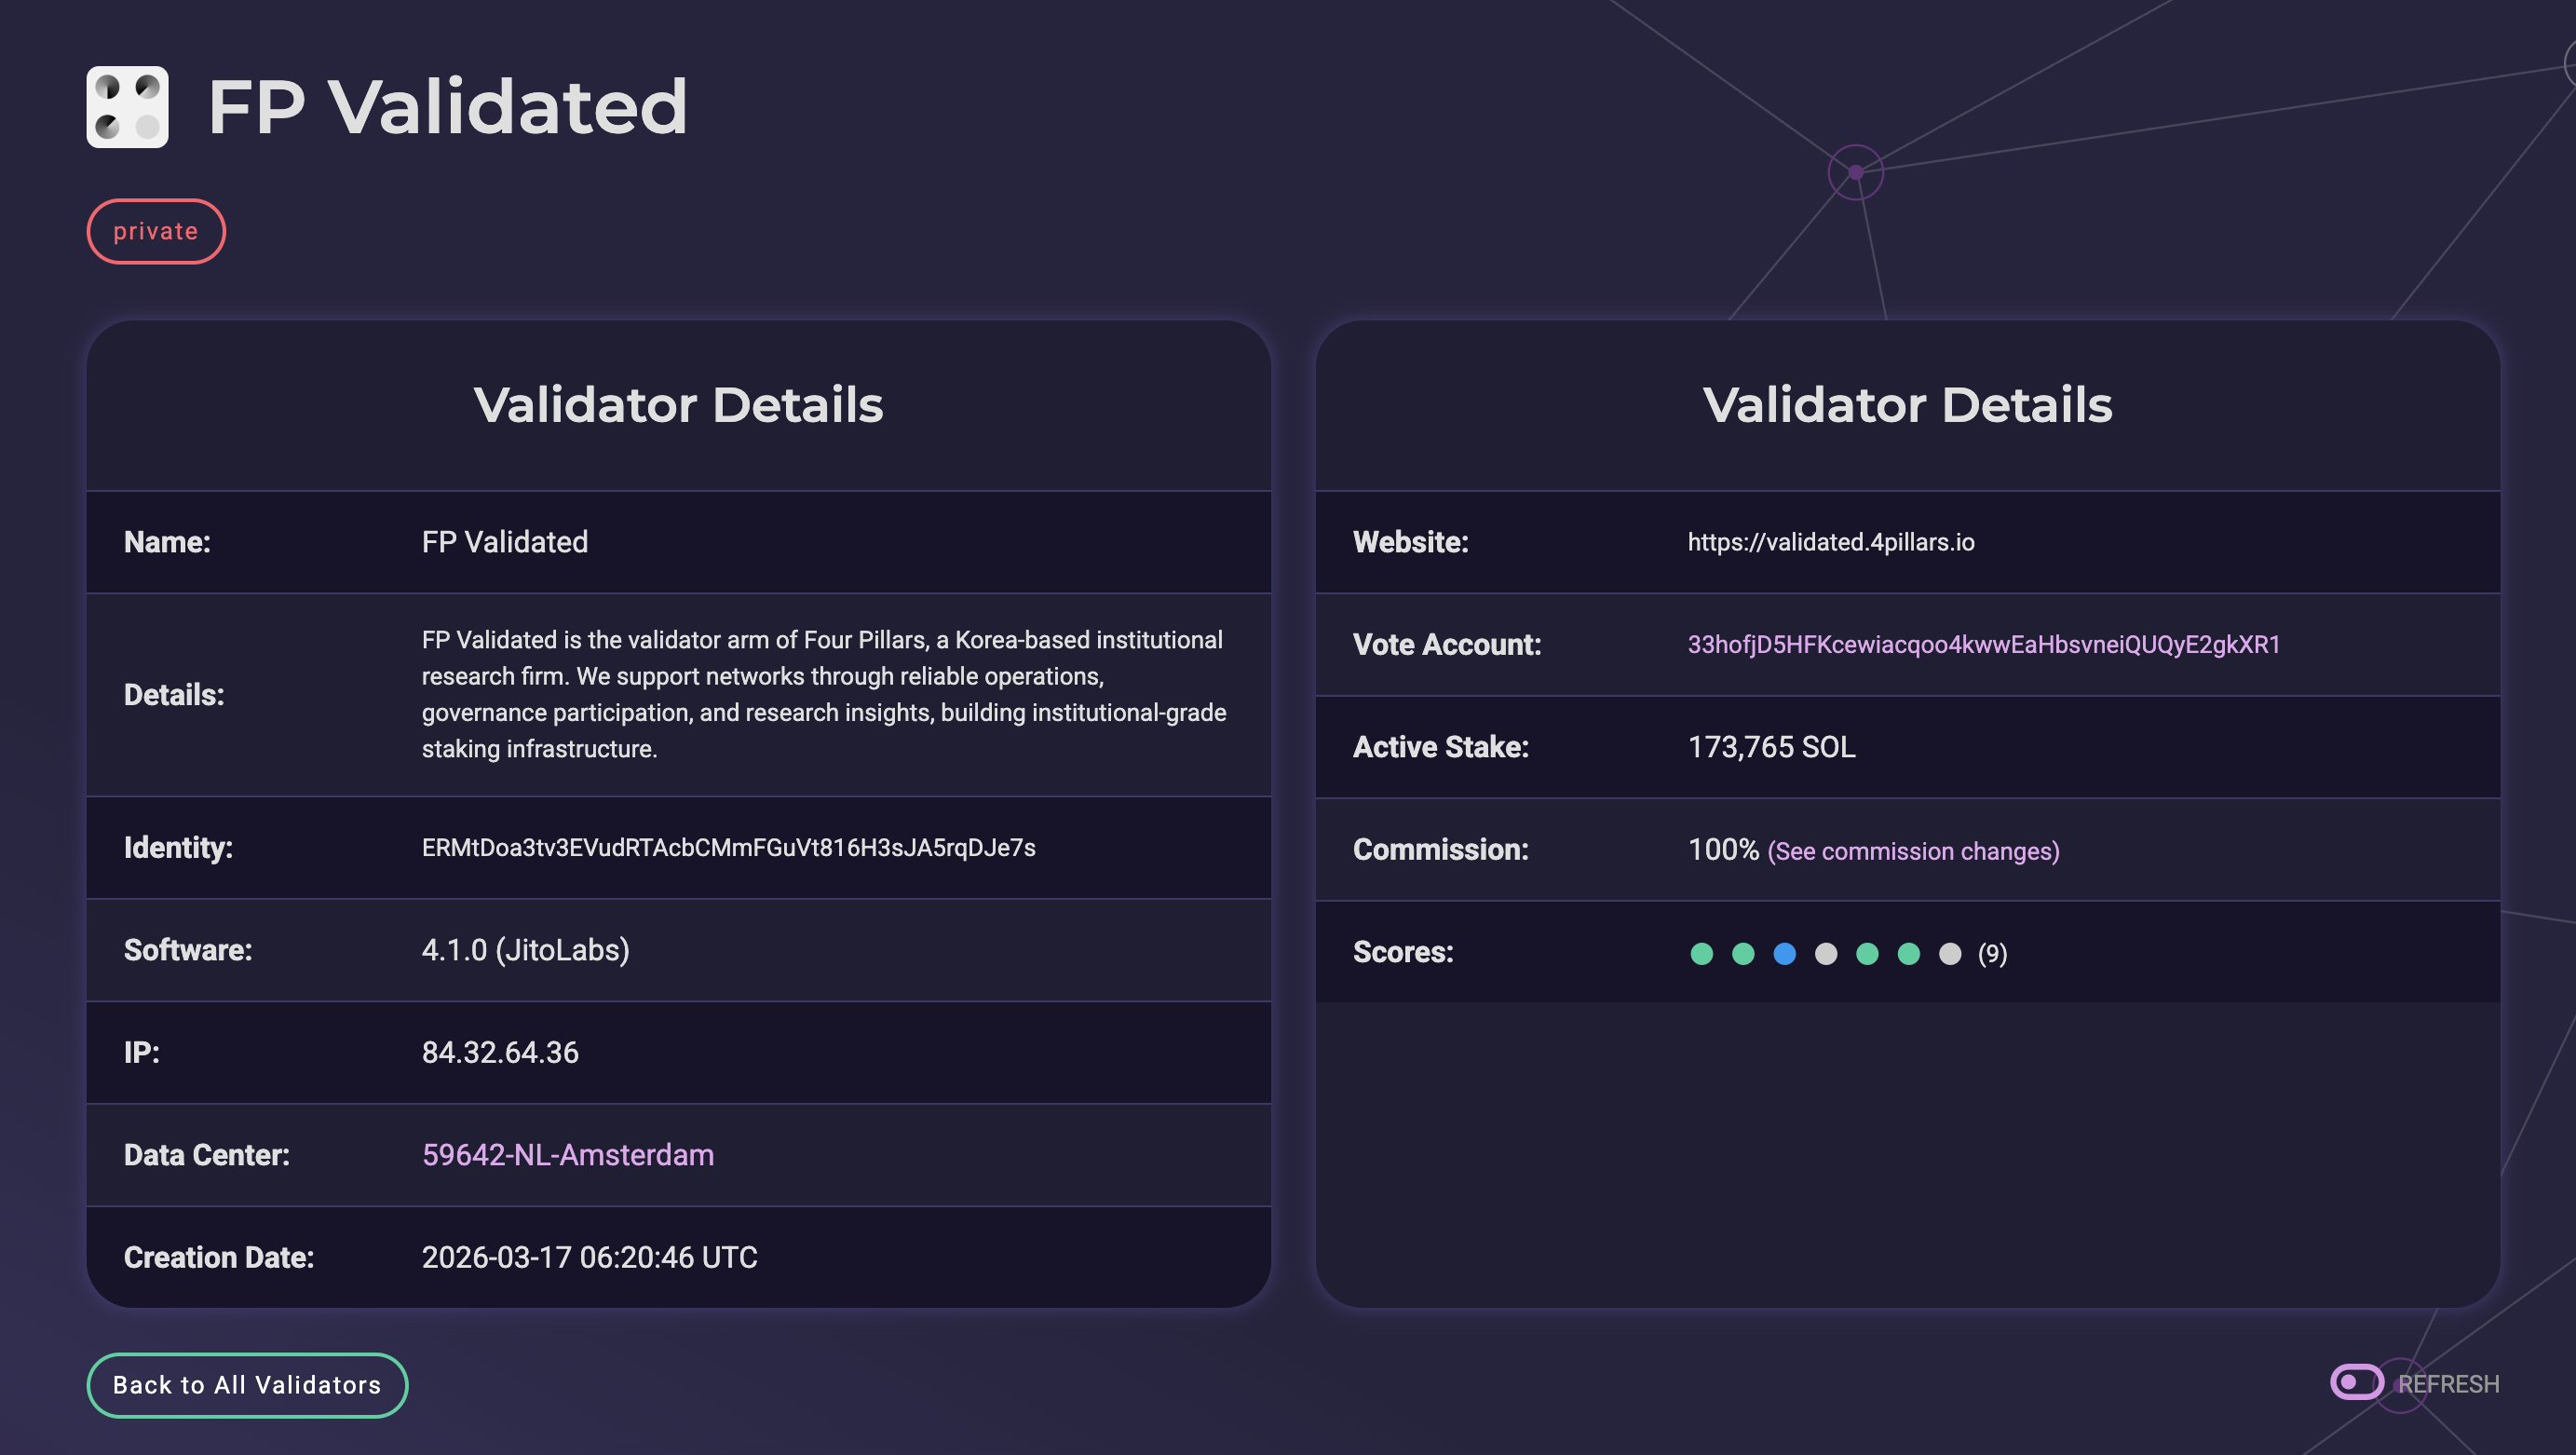 FP Validated
private
Validator Details
Name: FP Validated
Details: FP Validated is the validator arm of Four Pillars, a Korea-based institutional
research firm. We support networks through reliable operations,
governance participation, and research insights, building institutional-grade
staking infrastructure.
Identity: ERMtDoa3tv3EVudRTAcbCMmFGuVt816H3sJA5rqDJe7s
Software: 4.1.0 (JitoLabs)
IP: 84.32.64.36
Data Center: 59642-NL-Amsterdam
Creation Date: 2026-03-17 06:20:46 UTC
Validator Details
Website: https://validated.4pillars.io
Vote Account: 33hofjD5HFKcewiacqoo4kwwEaHbsvneiQUQyE2gkXR1
Active Stake: 173,765 SOL
Commission: 100% (See commission changes)
Scores: (9)
Back to All Validators
REFRESH